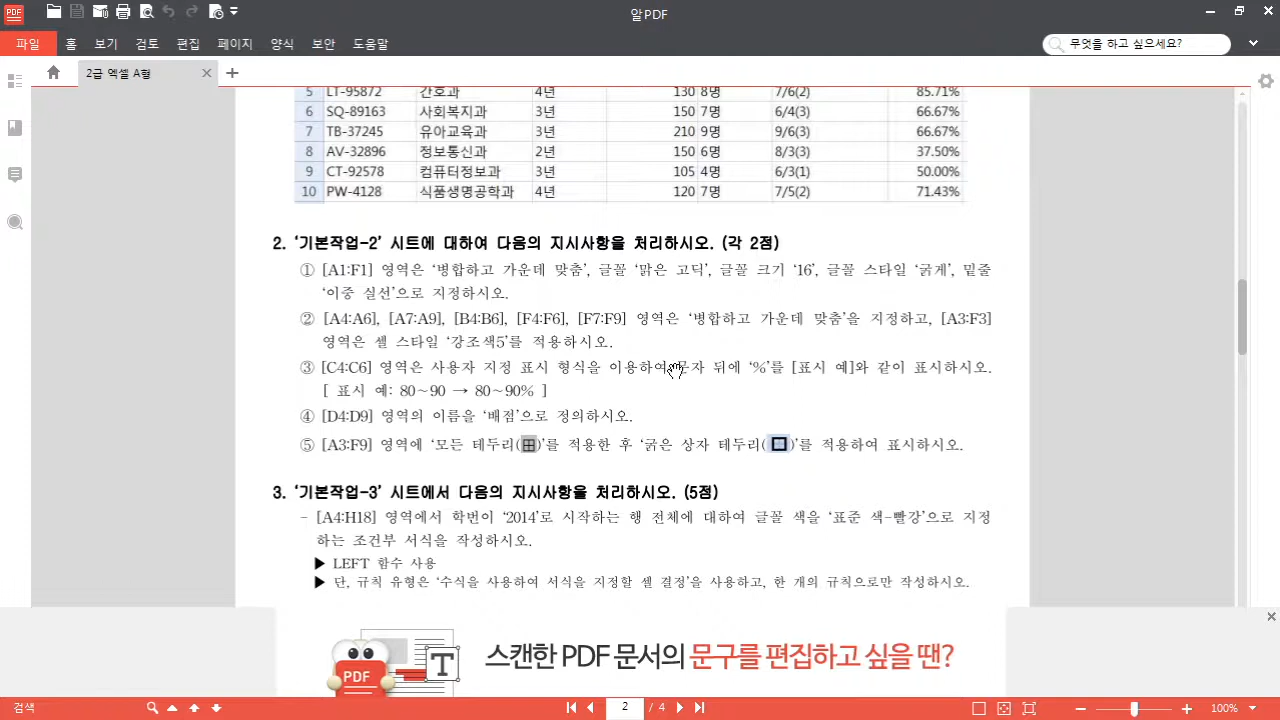 PDF
알PDF
파일 홈 보기 검토 편집 페이지 양식 보안 도움말
무엇을 하고 싶으세요?
2급 엑셀 A형
5 LT-95872 간호과 4년 130 8명 7/6(2) 85.71%
6 SQ-89163 사회복지과 3년 150 7명 6/4(3) 66.67%
7 TB-37245 유아교육과 3년 210 9명 9/6(3) 66.67%
8 AV-32896 정보통신과 2년 150 6명 8/3(3) 37.50%
9 CT-92578 컴퓨터정보과 3년 105 4명 6/3(1) 50.00%
10 PW-4128 식품생명공학과 4년 120 7명 7/5(2) 71.43%
2. ‘기본작업-2’ 시트에 대하여 다음의 지시사항을 처리하시오. (각 2점)
① [A1:F1] 영역은 ‘병합하고 가운데 맞춤’, 글꼴 ‘맑은 고딕’, 글꼴 크기 ‘16’, 글꼴 스타일 ‘굵게’, 밑줄
‘이중 실선’으로 지정하시오.
② [A4:A6], [A7:A9], [B4:B6], [F4:F6], [F7:F9] 영역은 ‘병합하고 가운데 맞춤’을 지정하고, [A3:F3]
영역은 셀 스타일 ‘강조색5’를 적용하시오.
③ [C4:C6] 영역은 사용자 지정 표시 형식을 이용하여 문자 뒤에 ‘%’를 [표시 예]와 같이 표시하시오.
[ 표시 예: 80～90 → 80～90% ]
④ [D4:D9] 영역의 이름을 ‘배점’으로 정의하시오.
⑤ [A3:F9] 영역에 ‘모든 테두리(⊞)’를 적용한 후 ‘굵은 상자 테두리(□)’를 적용하여 표시하시오.
3. ‘기본작업-3’ 시트에서 다음의 지시사항을 처리하시오. (5점)
- [A4:H18] 영역에서 학번이 ‘2014’로 시작하는 행 전체에 대하여 글꼴 색을 ‘표준 색-빨강’으로 지정
하는 조건부 서식을 작성하시오.
▶ LEFT 함수 사용
▶ 단, 규칙 유형은 ‘수식을 사용하여 서식을 지정할 셀 결정’을 사용하고, 한 개의 규칙으로만 작성하시오.
PDF T 스캔한 PDF 문서의 문구를 편집하고 싶을 땐?
검색 2 / 4 100%